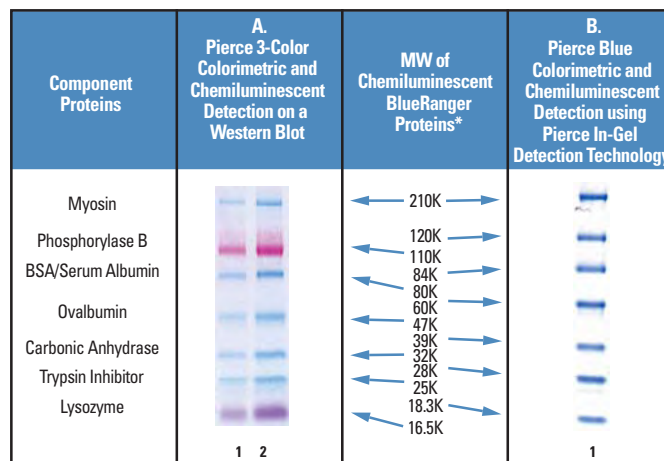 Component
Proteins
A.
Pierce 3-Color
Colorimetric and
Chemiluminescent
Detection on a
Western Blot
MW of
Chemiluminescent
BlueRanger
Proteins*
B.
Pierce Blue
Colorimetric and
Chemiluminescent
Detection using
Pierce In-Gel
Detection Technology
Myosin
Phosphorylase B
BSA/Serum Albumin
Ovalbumin
Carbonic Anhydrase
Trypsin Inhibitor
Lysozyme
1 2
210K
120K
110K
84K
80K
60K
47K
39K
32K
28K
25K
18.3K
16.5K
1